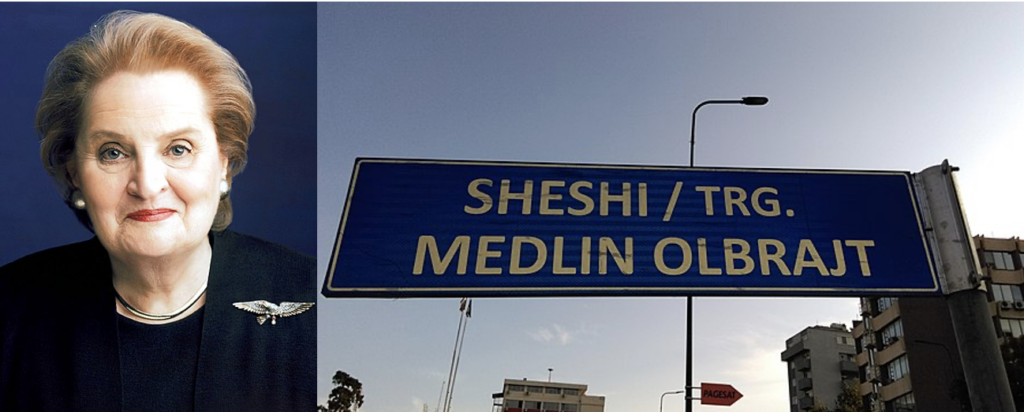 SHESHI / TRG.
MEDLIN OLBRAJT
PAGESAT